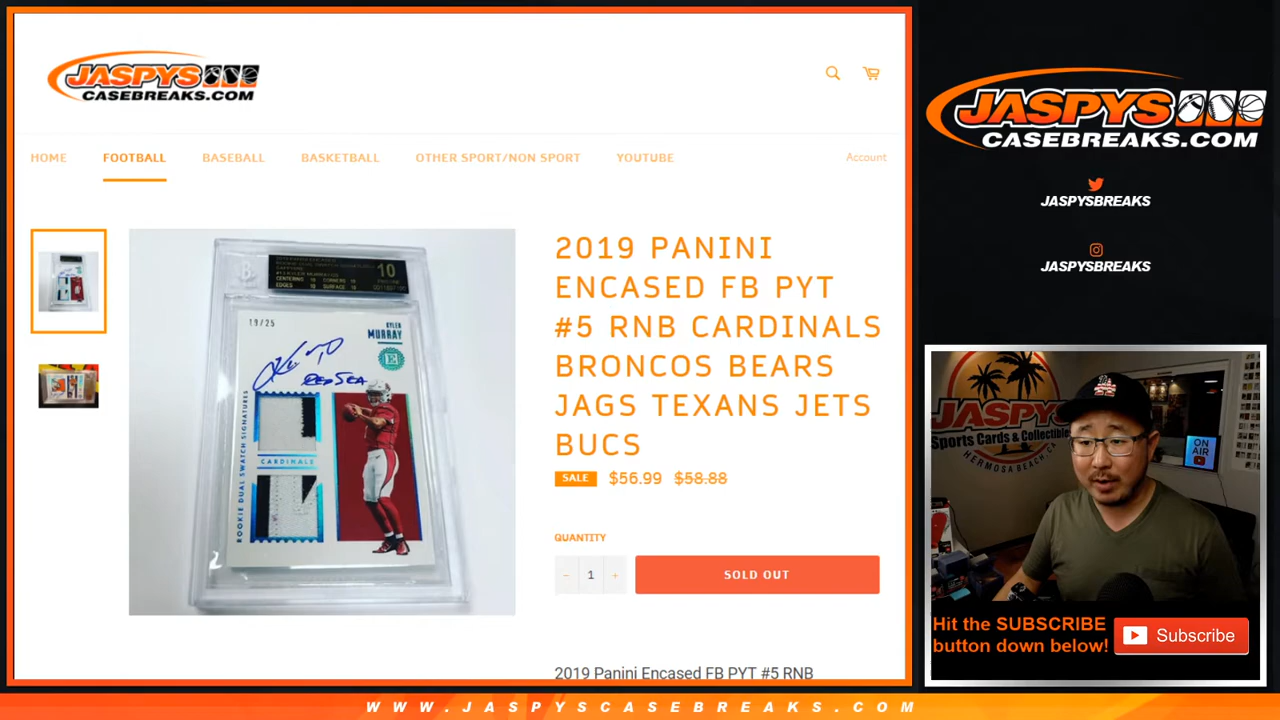 JASPYS
CASEBREAKS.COM
HOME FOOTBALL BASEBALL BASKETBALL OTHER SPORT/NON SPORT YOUTUBE Account
10
19/25
KYLER
MURRAY
RED SEA
ROOKIE DUAL SWATCH SIGNATURES
CARDINALS
2019 PANINI
ENCASED FB PYT
#5 RNB CARDINALS
BRONCOS BEARS
JAGS TEXANS JETS
BUCS
SALE $56.99 $58.88
QUANTITY
− 1 + SOLD OUT
2019 Panini Encased FB PYT #5 RNB
JASPYS
CASEBREAKS.COM
JASPYSBREAKS
JASPYSBREAKS
JASPYS
Sports Cards & Collectibles
HERMOSA BEACH, CA
ON
AIR
Hit the SUBSCRIBE
button down below!
Subscribe
WWW.JASPYSCASEBREAKS.COM